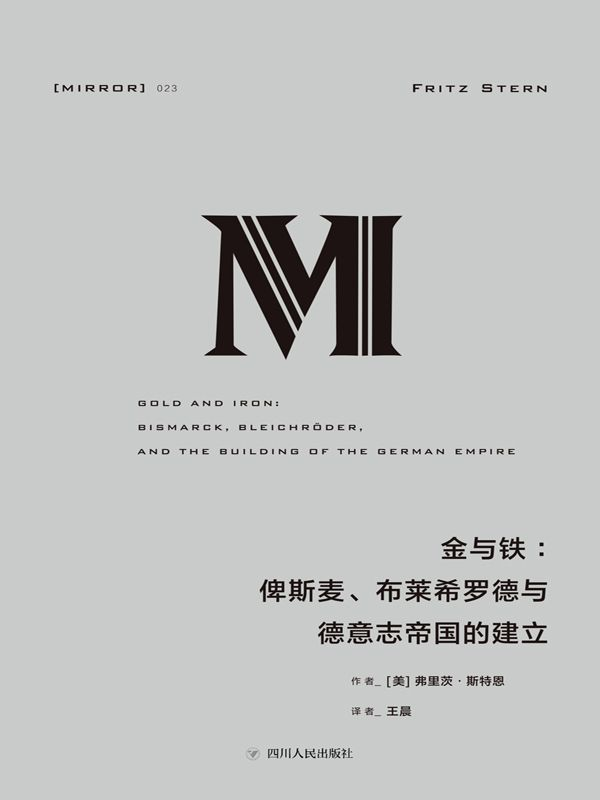 [MIRROR] 023
FRITZ STERN
M
GOLD AND IRON:
BISMARCK, BLEICHRÖDER,
AND THE BUILDING OF THE GERMAN EMPIRE
金与铁：
俾斯麦、布莱希罗德与
德意志帝国的建立
作者_ [美] 弗里茨·斯特恩
译者_ 王晨
四川人民出版社